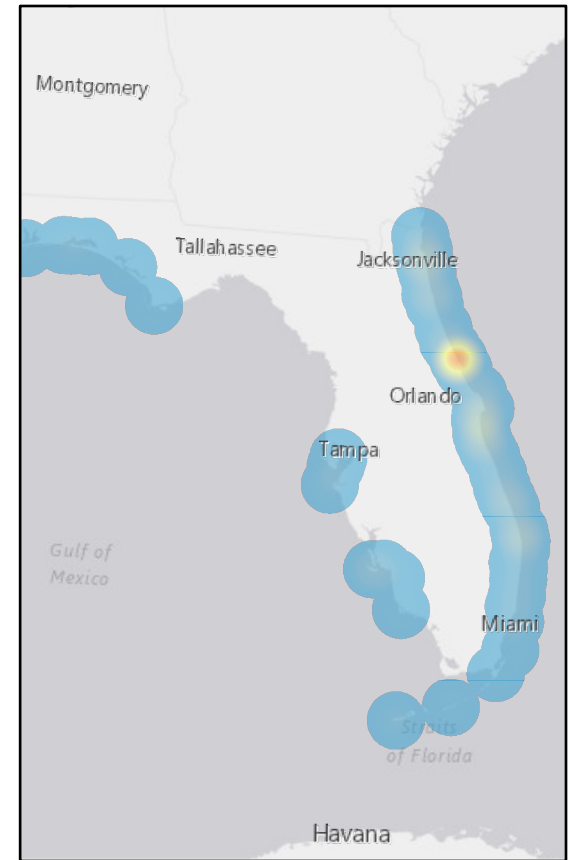 Montgomery
Tallahassee
Jacksonville
Orlando
Tampa
Gulf of
Mexico
Miami
Straits
of Florida
Havana